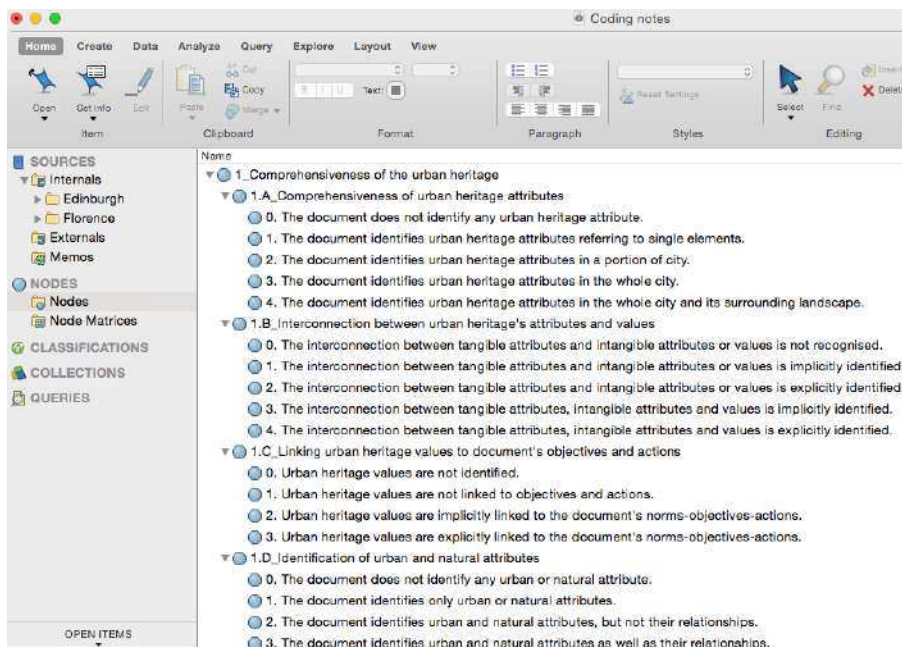 Coding notes
Home Create Data Analyze Query Explore Layout View
Cut
Copy
Merge
Open Get Info Edit Paste B I U Text: Reset Settings Select Find Delet
Item Clipboard Format Paragraph Styles Editing
Name
SOURCES
Internals
Edinburgh
Florence
Externals
Memos
NODES
Nodes
Node Matrices
CLASSIFICATIONS
COLLECTIONS
QUERIES
OPEN ITEMS
1_Comprehensiveness of the urban heritage
1.A_Comprehensiveness of urban heritage attributes
0. The document does not identify any urban heritage attribute.
1. The document identifies urban heritage attributes referring to single elements.
2. The document identifies urban heritage attributes in a portion of city.
3. The document identifies urban heritage attributes in the whole city.
4. The document identifies urban heritage attributes in the whole city and its surrounding landscape.
1.B_Interconnection between urban heritage's attributes and values
0. The interconnection between tangible attributes and intangible attributes or values is not recognised.
1. The interconnection between tangible attributes and intangible attributes or values is implicitly identified
2. The interconnection between tangible attributes and intangible attributes or values is explicitly identified.
3. The interconnection between tangible attributes, intangible attributes and values is implicitly identified.
4. The interconnection between tangible attributes, intangible attributes and values is explicitly identified.
1.C_Linking urban heritage values to document's objectives and actions
0. Urban heritage values are not identified.
1. Urban heritage values are not linked to objectives and actions.
2. Urban heritage values are implicitly linked to the document's norms-objectives-actions.
3. Urban heritage values are explicitly linked to the document's norms-objectives-actions.
1.D_Identification of urban and natural attributes
0. The document does not identify any urban or natural attribute.
1. The document identifies only urban or natural attributes.
2. The document identifies urban and natural attributes, but not their relationships.
3. The document identifies urban and natural attributes as well as their relationships.